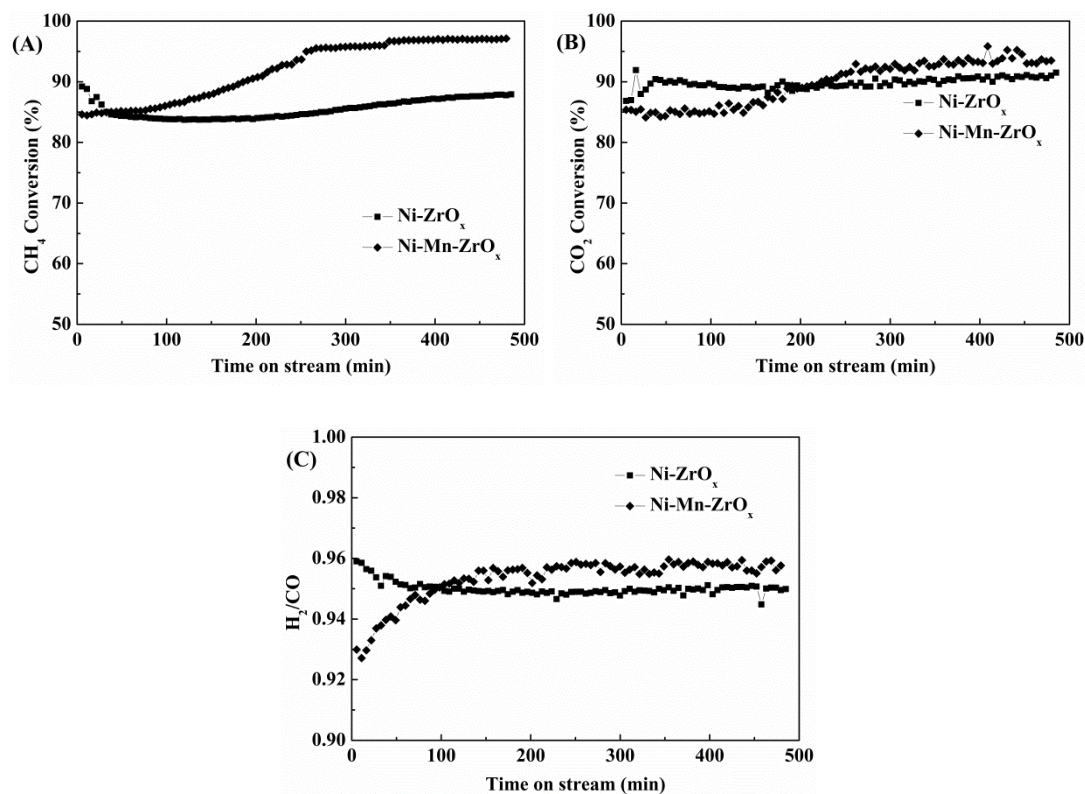 (A)
CH₄ Conversion (%)
100
90
80
70
60
50
0 100 200 300 400 500
Time on stream (min)
Ni-ZrOₓ
Ni-Mn-ZrOₓ
(B)
CO₂ Conversion (%)
100
90
80
70
60
50
0 100 200 300 400 500
Time on stream (min)
Ni-ZrOₓ
Ni-Mn-ZrOₓ
(C)
H₂/CO
1.00
0.98
0.96
0.94
0.92
0.90
0 100 200 300 400 500
Time on stream (min)
Ni-ZrOₓ
Ni-Mn-ZrOₓ